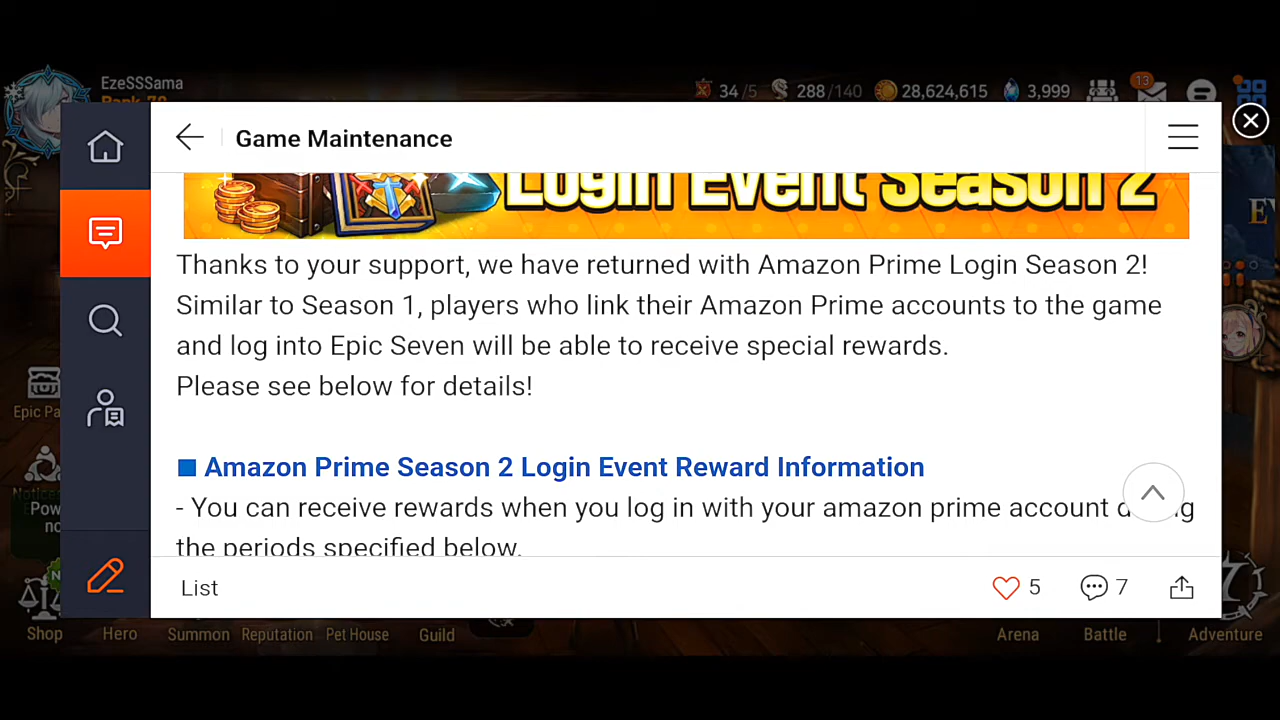 EzeSSSama
34/5
288/140
28,624,615
3,999
13
Game Maintenance
Login Event Season 2
Thanks to your support, we have returned with Amazon Prime Login Season 2!
Similar to Season 1, players who link their Amazon Prime accounts to the game
and log into Epic Seven will be able to receive special rewards.
Please see below for details!
■ Amazon Prime Season 2 Login Event Reward Information
- You can receive rewards when you log in with your amazon prime account
the periods specified below.
List
5
7
Epic Pa
Pow
no
N
Shop
Hero
Summon
Reputation
Pet House
Guild
Arena
Battle
Adventure